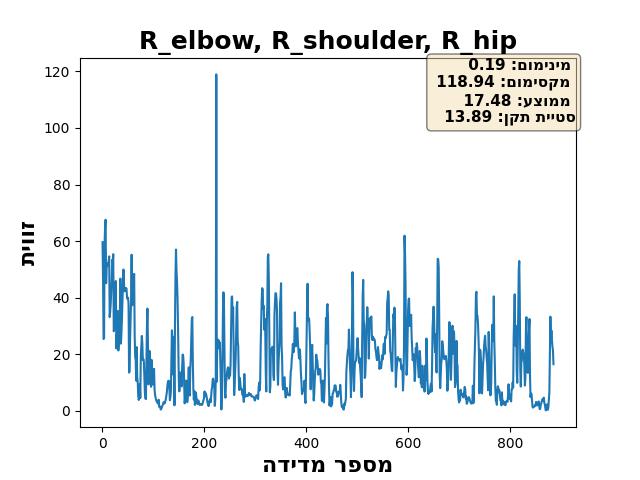 R_elbow, R_shoulder, R_hip
מינימום: 0.19
מקסימום: 118.94
ממוצע: 17.48
סטיית תקן: 13.89
זווית
120
100
80
60
40
20
0
0 200 400 600 800
מספר מדידה